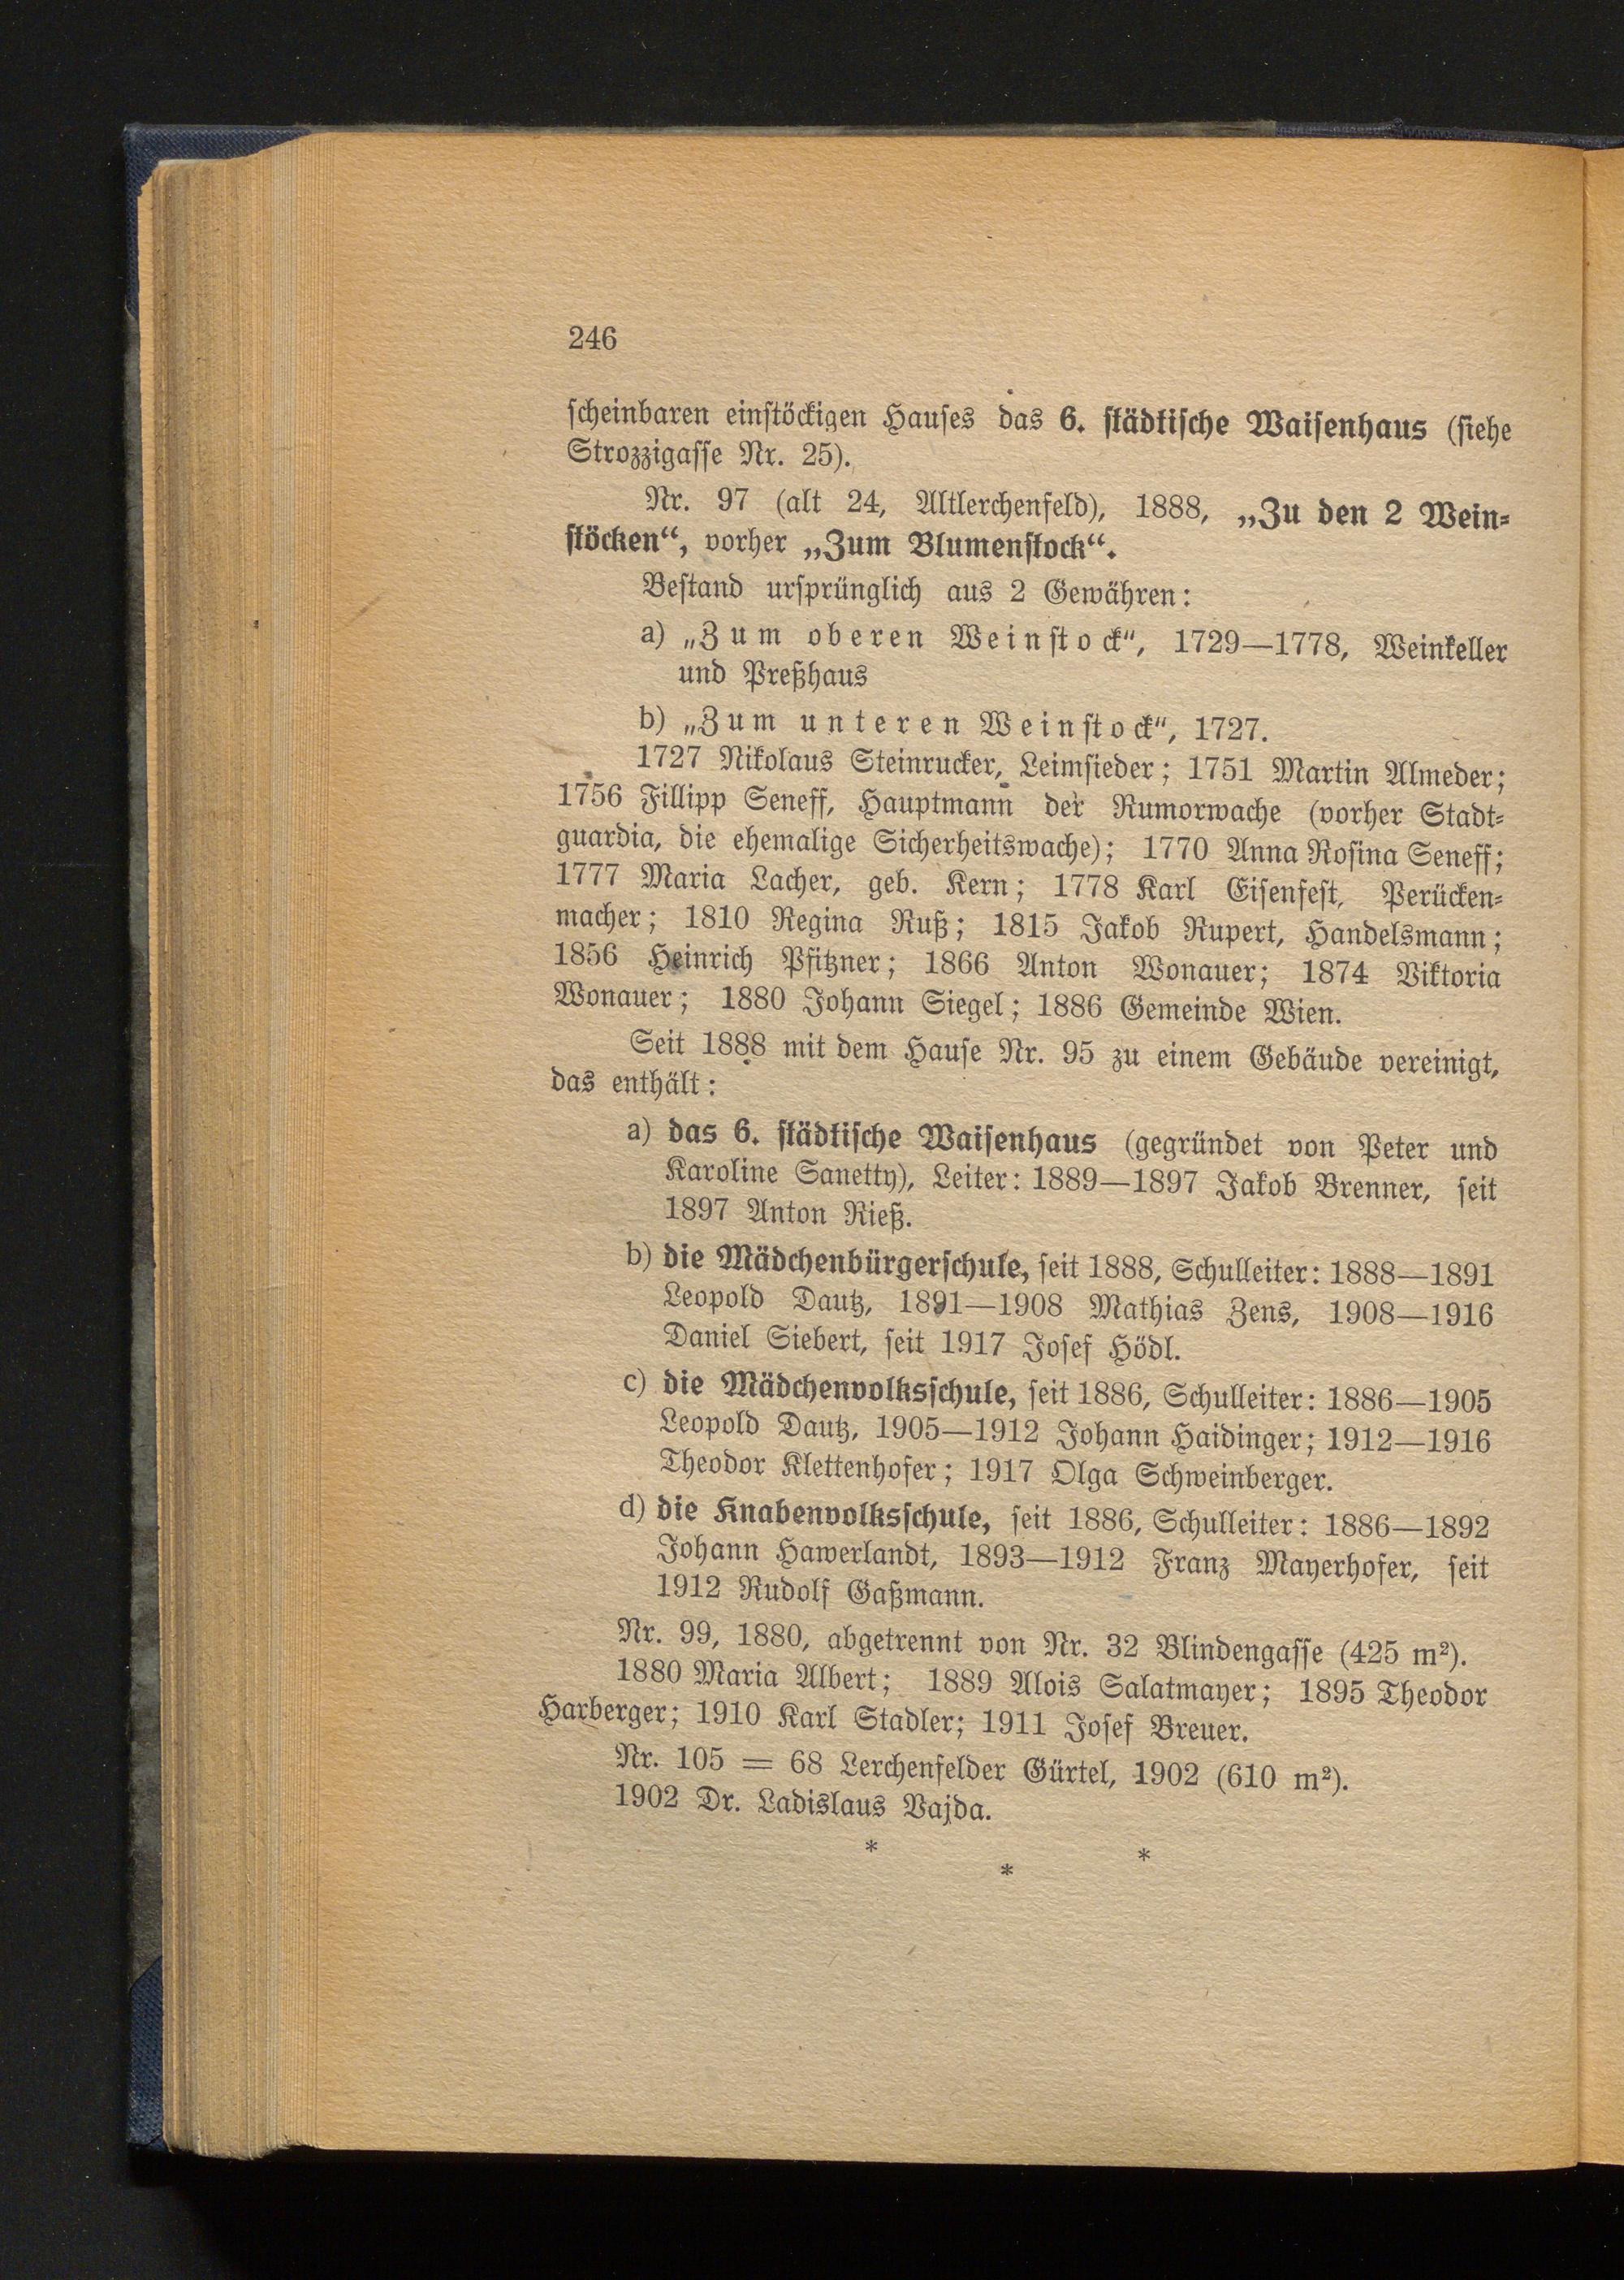 246
scheinbaren einstöckigen Hauses das 6. städtische Waisenhaus (siehe
Strozzigasse Nr. 25).
Nr. 97 (alt 24, Altlerchenfeld), 1888, „Zu den 2 Wein-
stöcken“, vorher „Zum Blumenstock“.
Bestand ursprünglich aus 2 Gewähren:
a) „Zum oberen Weinstock“, 1729—1778, Weinkeller
und Preßhaus
b) „Zum unteren Weinstock“, 1727.
1727 Nikolaus Steinrucker, Leimsieder; 1751 Martin Almeder;
1756 Fillipp Seneff, Hauptmann der Rumorwache (vorher Stadt-
guardia, die ehemalige Sicherheitswache); 1770 Anna Rosina Seneff;
1777 Maria Lacher, geb. Kern; 1778 Karl Eisenfest, Perücken-
macher; 1810 Regina Ruß; 1815 Jakob Rupert, Handelsmann;
1856 Heinrich Pfitzner; 1866 Anton Wonauer; 1874 Viktoria
Wonauer; 1880 Johann Siegel; 1886 Gemeinde Wien.
Seit 1888 mit dem Hause Nr. 95 zu einem Gebäude vereinigt,
das enthält:
a) das 6. städtische Waisenhaus (gegründet von Peter und
Karoline Sanetty), Leiter: 1889—1897 Jakob Brenner, seit
1897 Anton Rieß.
b) die Mädchenbürgerschule, seit 1888, Schulleiter: 1888—1891
Leopold Dautz, 1891—1908 Mathias Zens, 1908—1916
Daniel Siebert, seit 1917 Josef Hödl.
c) die Mädchenvolksschule, seit 1886, Schulleiter: 1886—1905
Leopold Dautz, 1905—1912 Johann Haidinger; 1912—1916
Theodor Klettenhofer; 1917 Olga Schweinberger.
d) die Knabenvolksschule, seit 1886, Schulleiter: 1886—1892
Johann Hawerlandt, 1893—1912 Franz Mayerhofer, seit
1912 Rudolf Gaßmann.
Nr. 99, 1880, abgetrennt von Nr. 32 Blindengasse (425 m²).
1880 Maria Albert; 1889 Alois Salatmayer; 1895 Theodor
Harberger; 1910 Karl Stadler; 1911 Josef Breuer.
Nr. 105 = 68 Lerchenfelder Gürtel, 1902 (610 m²).
1902 Dr. Ladislaus Vajda.
* * *